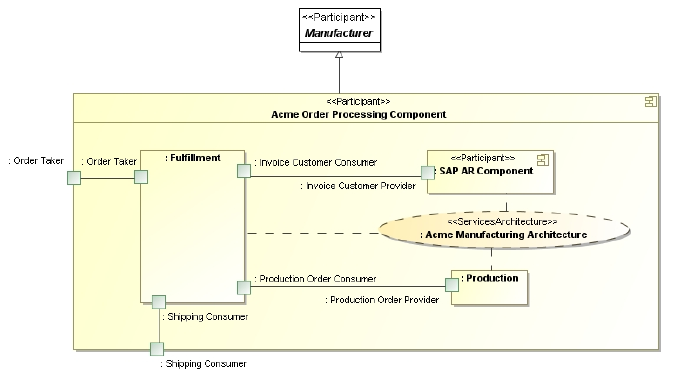 <<Participant>>
Manufacturer
<<Participant>>
Acme Order Processing Component
: Order Taker
: Order Taker
: Fulfillment
: Invoice Customer Consumer
: Invoice Customer Provider
<<Participant>>
: SAP AR Component
<<ServicesArchitecture>>
: Acme Manufacturing Architecture
: Production Order Consumer
: Production Order Provider
: Production
: Shipping Consumer
: Shipping Consumer